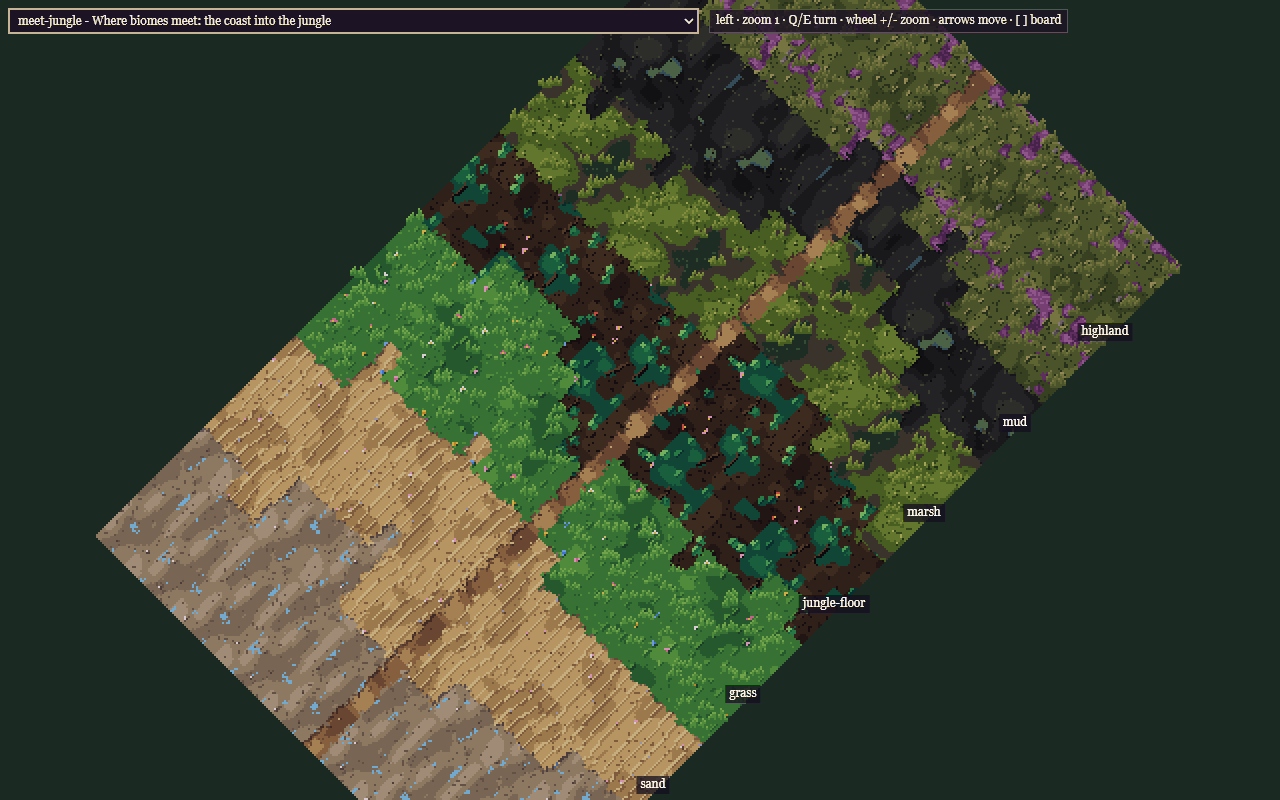 meet-jungle - Where biomes meet: the coast into the jungle
left · zoom 1 · Q/E turn · wheel +/- zoom · arrows move · [ ] board
highland
mud
marsh
jungle-floor
grass
sand